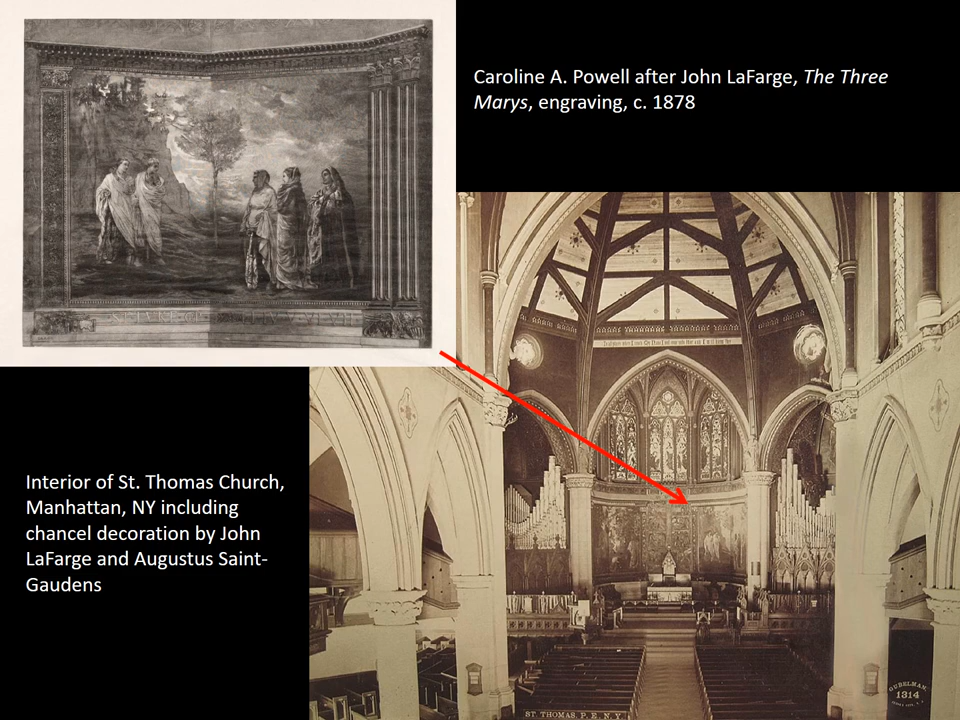 Caroline A. Powell after John LaFarge, The Three
Marys, engraving, c. 1878
Interior of St. Thomas Church,
Manhattan, NY including
chancel decoration by John
LaFarge and Augustus Saint-
Gaudens
ST. THOMAS. P. E. N. Y.
GUBELMAN.
1314